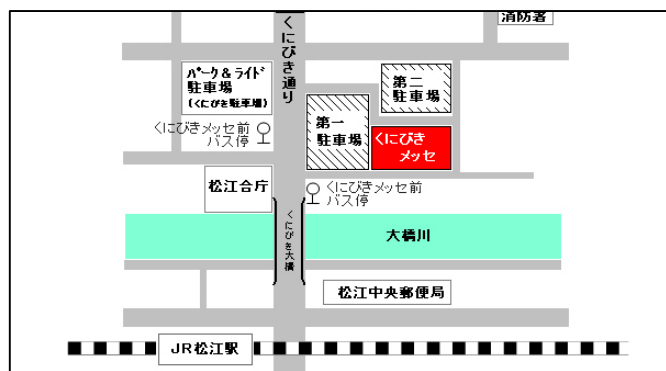 消防署
くにびき通り
パーク&ライド
駐車場
(くにびき駐車場)
第二
駐車場
第一
駐車場
くにびき
メッセ
くにびきメッセ前
バス停
松江合庁
くにびきメッセ前
バス停
くにびき大橋
大橋川
松江中央郵便局
JR松江駅